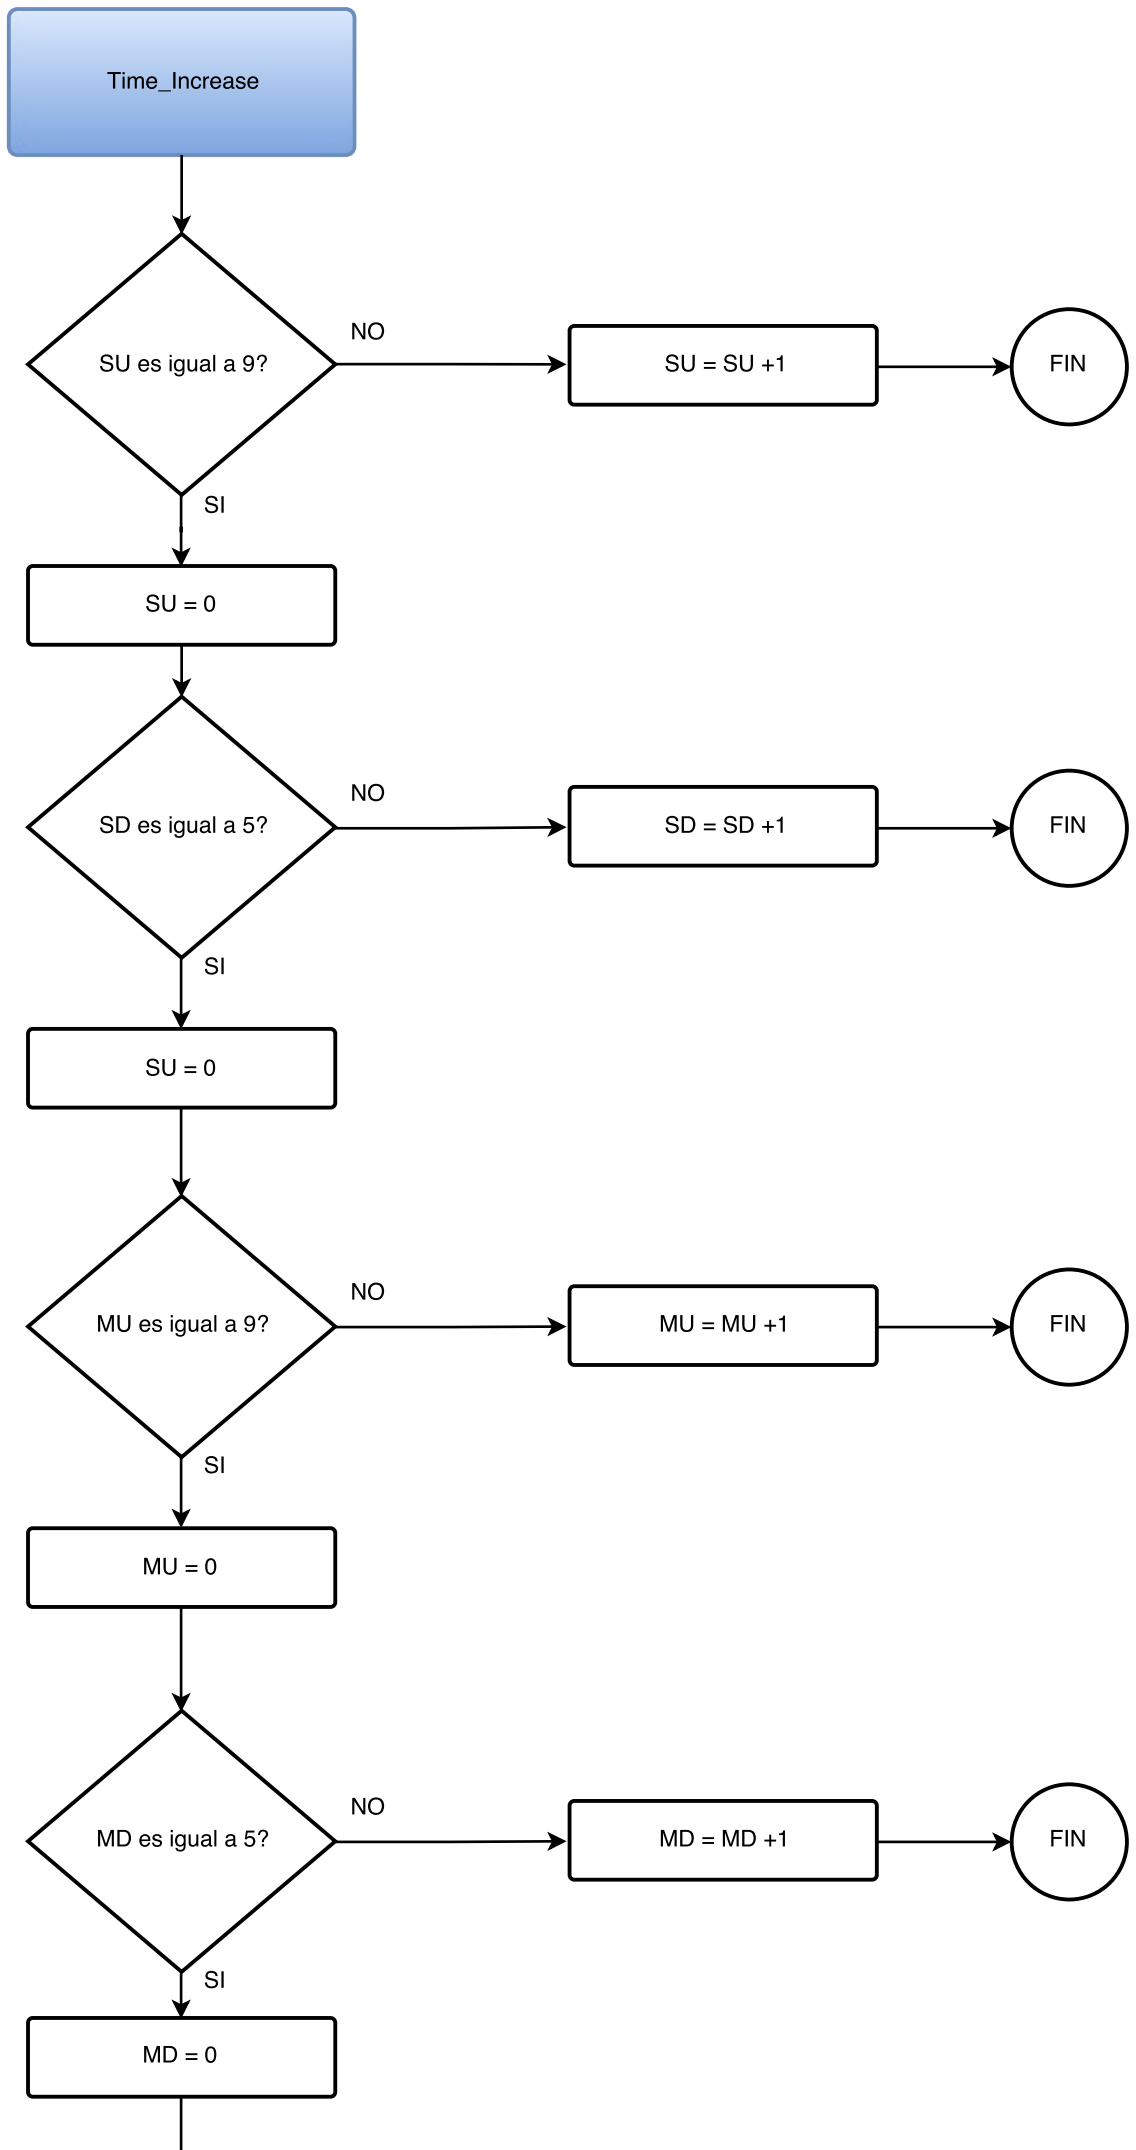 Time_Increase
NO
SU es igual a 9?
SU = SU +1
FIN
SI
SU = 0
NO
SD es igual a 5?
SD = SD +1
FIN
SI
SU = 0
NO
MU es igual a 9?
MU = MU +1
FIN
SI
MU = 0
NO
MD es igual a 5?
MD = MD +1
FIN
SI
MD = 0